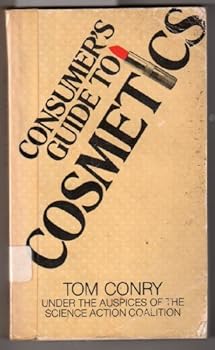 CONSUMER'S
GUIDE TO
COSMETICS
TOM CONRY
UNDER THE AUSPICES OF THE
SCIENCE ACTION COALITION